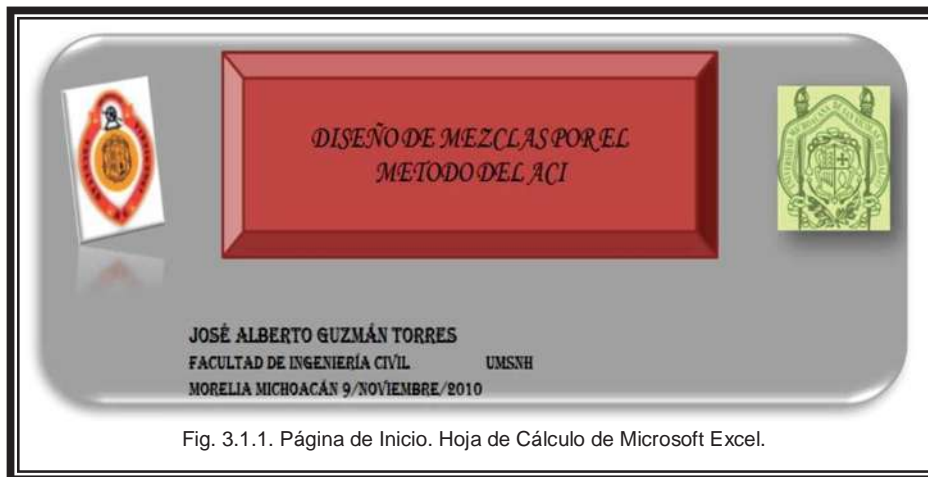 DISEÑO DE MEZCLAS POR EL
METODO DEL ACI
JOSÉ ALBERTO GUZMÁN TORRES
FACULTAD DE INGENIERÍA CIVIL UMSNH
MORELIA MICHOACÁN 9/NOVIEMBRE/2010
Fig. 3.1.1. Página de Inicio. Hoja de Cálculo de Microsoft Excel.